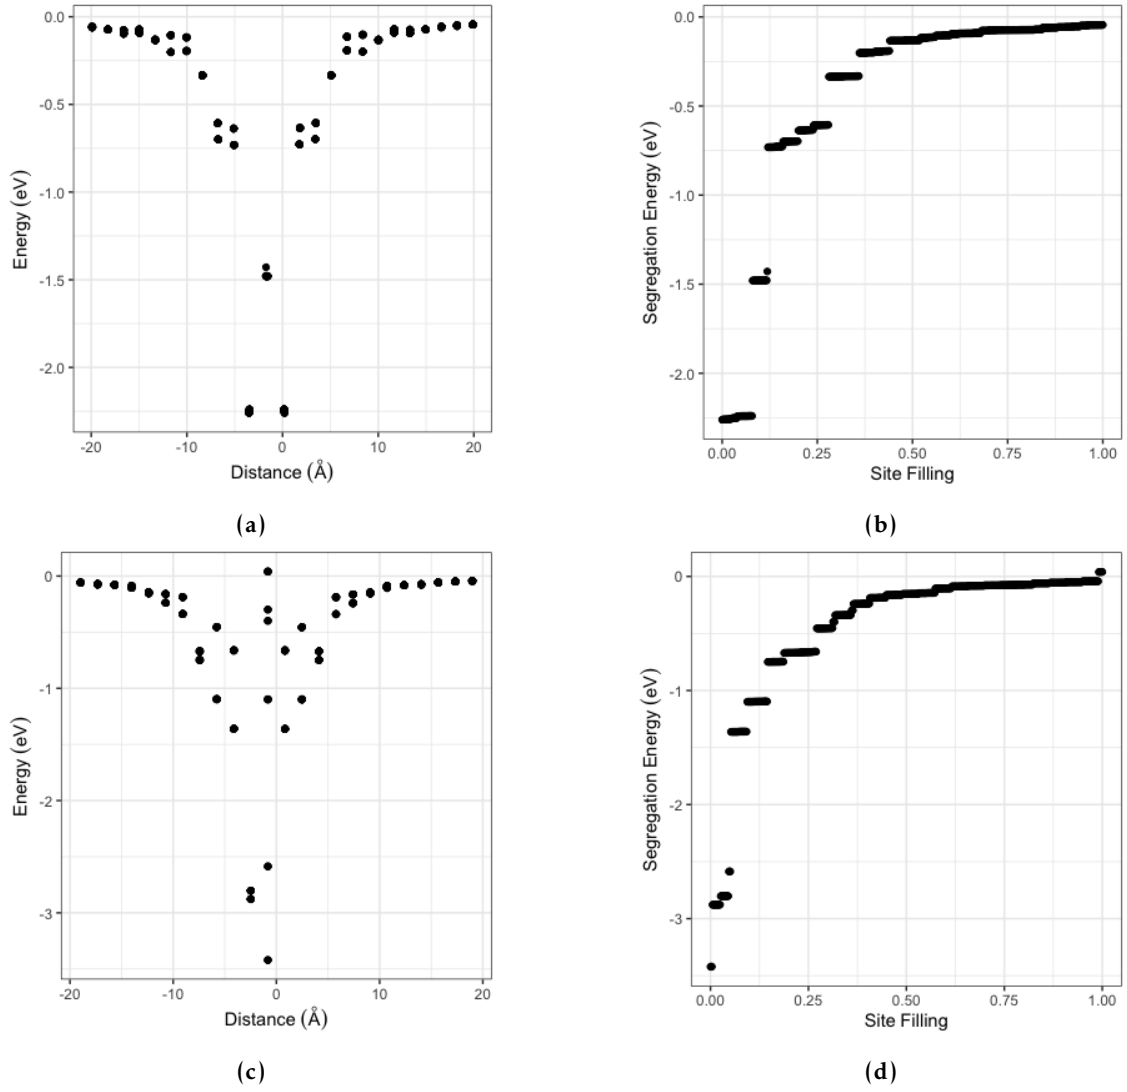 0.0
-0.5
-1.0
-1.5
-2.0
Energy (eV)
-20 -10 0 10 20
Distance (Å)
(a)
0.0
-0.5
-1.0
-1.5
-2.0
Segregation Energy (eV)
0.00 0.25 0.50 0.75 1.00
Site Filling
(b)
0
-1
-2
-3
Energy (eV)
-20 -10 0 10 20
Distance (Å)
(c)
0
-1
-2
-3
Segregation Energy (eV)
0.00 0.25 0.50 0.75 1.00
Site Filling
(d)